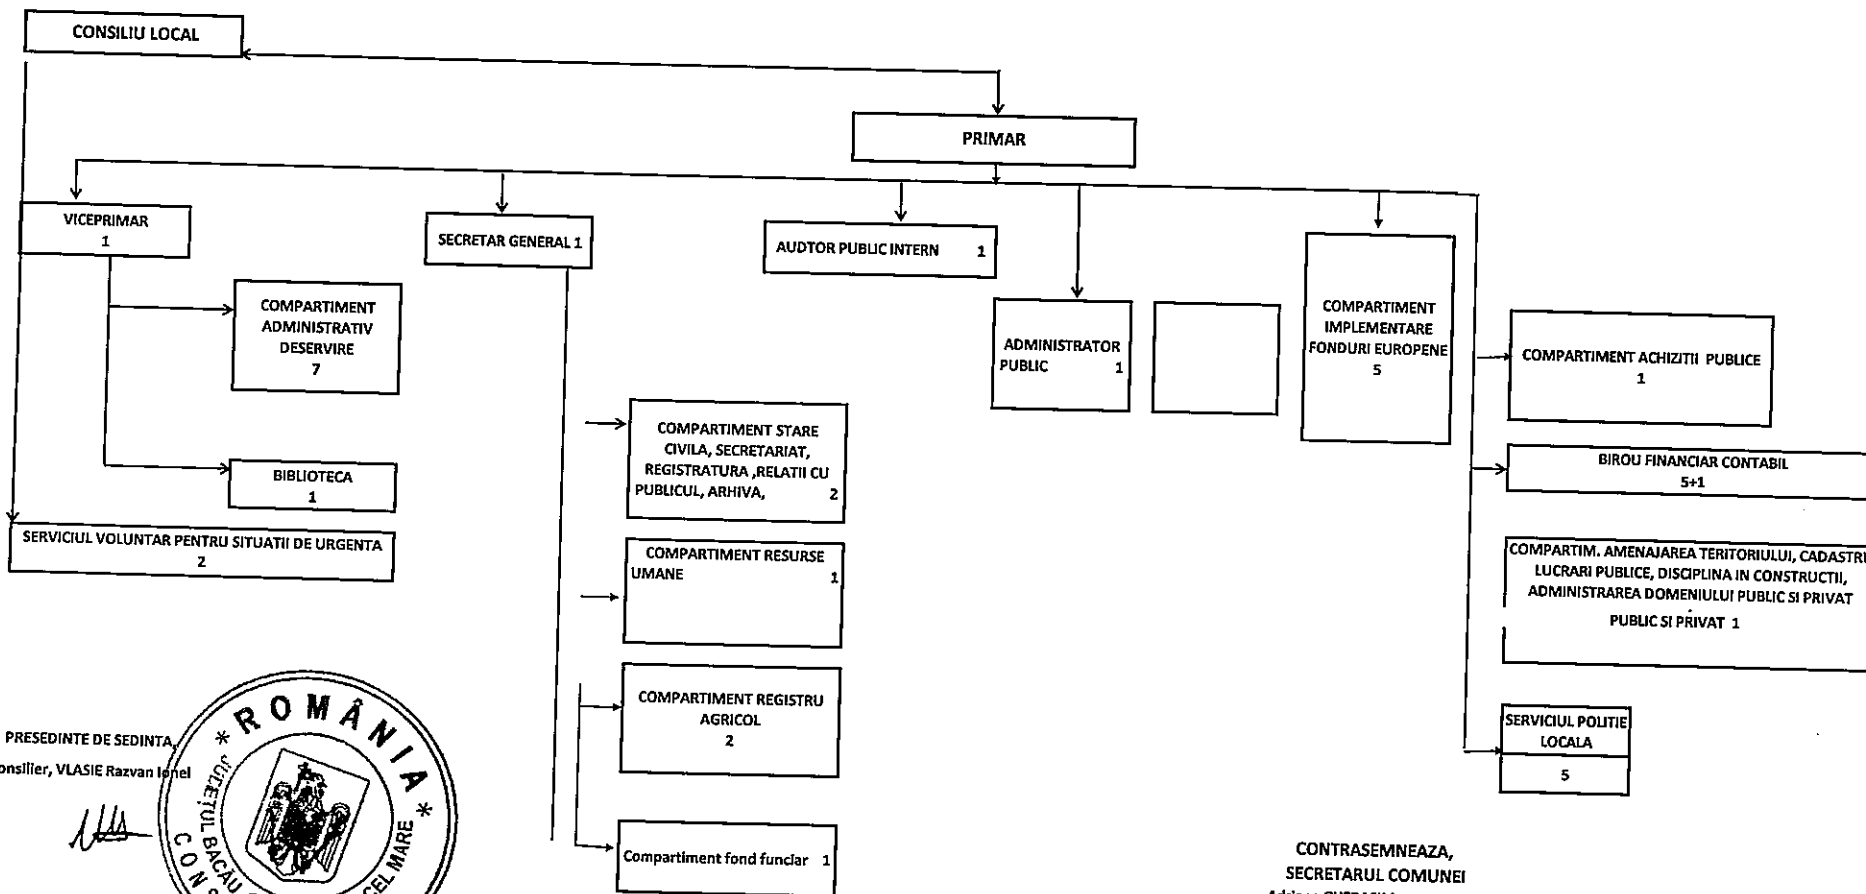 CONSILIU LOCAL
PRIMAR
VICEPRIMAR
1
SECRETAR GENERAL 1
AUDTOR PUBLIC INTERN 1
COMPARTIMENT
ADMINISTRATIV
DESERVIRE
7
ADMINISTRATOR
PUBLIC 1
COMPARTIMENT
IMPLEMENTARE
FONDURI EUROPENE
5
COMPARTIMENT ACHIZITII PUBLICE
1
COMPARTIMENT STARE
CIVILA, SECRETARIAT,
REGISTRATURA ,RELATII CU
PUBLICUL, ARHIVA, 2
BIBLIOTECA
1
BIROU FINANCIAR CONTABIL
5+1
SERVICIUL VOLUNTAR PENTRU SITUATII DE URGENTA
2
COMPARTIMENT RESURSE
UMANE 1
COMPARTIM. AMENAJAREA TERITORIULUI, CADASTRU
LUCRARI PUBLICE, DISCIPLINA IN CONSTRUCTII,
ADMINISTRAREA DOMENIULUI PUBLIC SI PRIVAT
PUBLIC SI PRIVAT 1
COMPARTIMENT REGISTRU
AGRICOL
2
SERVICIUL POLITIE
LOCALA
5
PRESEDINTE DE SEDINTA,
onsilier, VLASIE Razvan Ionel
* ROMÂNIA *
JUDEȚUL BACĂU
CEL MARE
CONS
Compartiment fond funciar 1
CONTRASEMNEAZA,
SECRETARUL COMUNEI